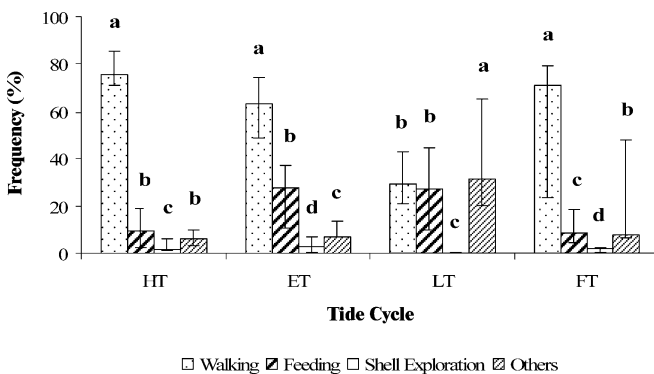 100
80
60
40
20
0
Frequency (%)
a
b
c
b
a
b
d
c
b
b
c
a
a
c
d
b
HT
ET
LT
FT
Tide Cycle
Walking Feeding Shell Exploration Others